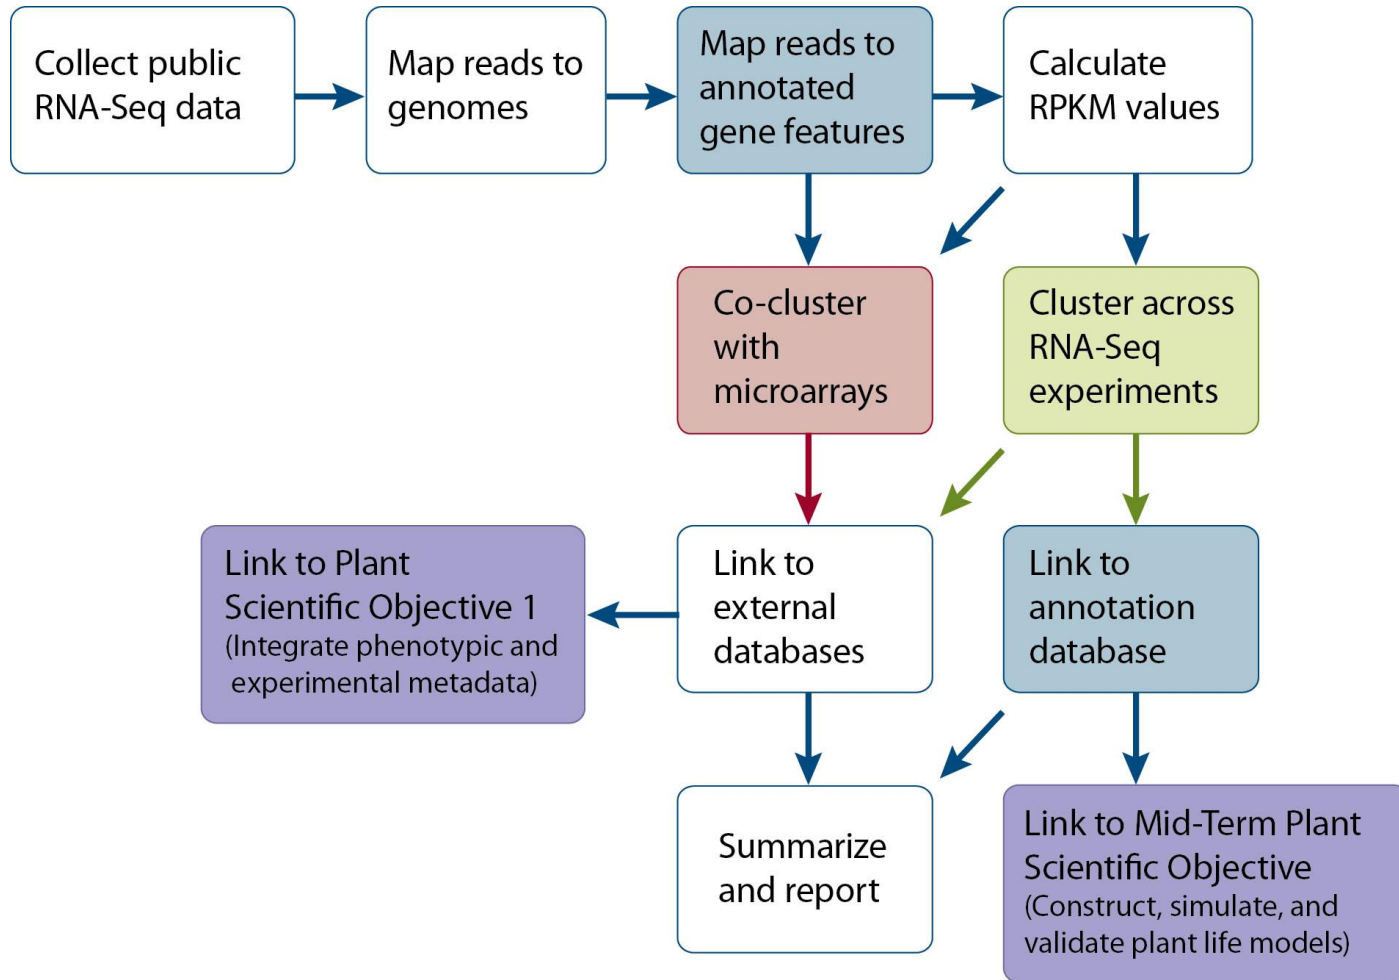 Collect public
RNA-Seq data
Map reads to
genomes
Map reads to
annotated
gene features
Calculate
RPKM values
Co-cluster
with
microarrays
Cluster across
RNA-Seq
experiments
Link to Plant
Scientific Objective 1
(Integrate phenotypic and
experimental metadata)
Link to
external
databases
Link to
annotation
database
Summarize
and report
Link to Mid-Term Plant
Scientific Objective
(Construct, simulate, and
validate plant life models)